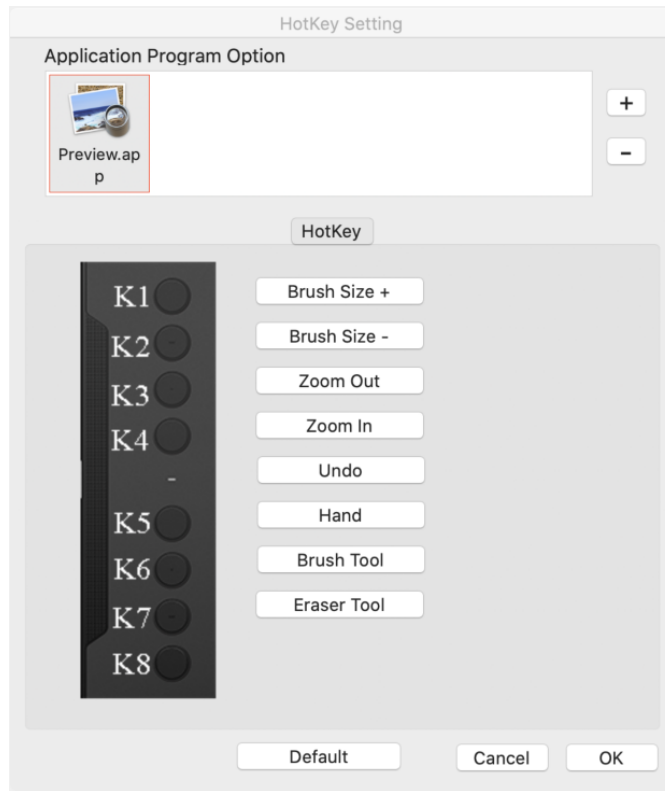 HotKey Setting
Application Program Option
+
Preview.ap
p
-
HotKey
K1 Brush Size +
K2 Brush Size -
K3 Zoom Out
K4 Zoom In
-
Undo
K5 Hand
K6 Brush Tool
K7 Eraser Tool
K8
Default Cancel OK